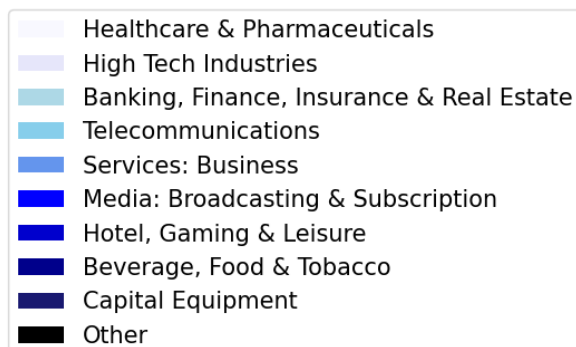 Healthcare & Pharmaceuticals
High Tech Industries
Banking, Finance, Insurance & Real Estate
Telecommunications
Services: Business
Media: Broadcasting & Subscription
Hotel, Gaming & Leisure
Beverage, Food & Tobacco
Capital Equipment
Other